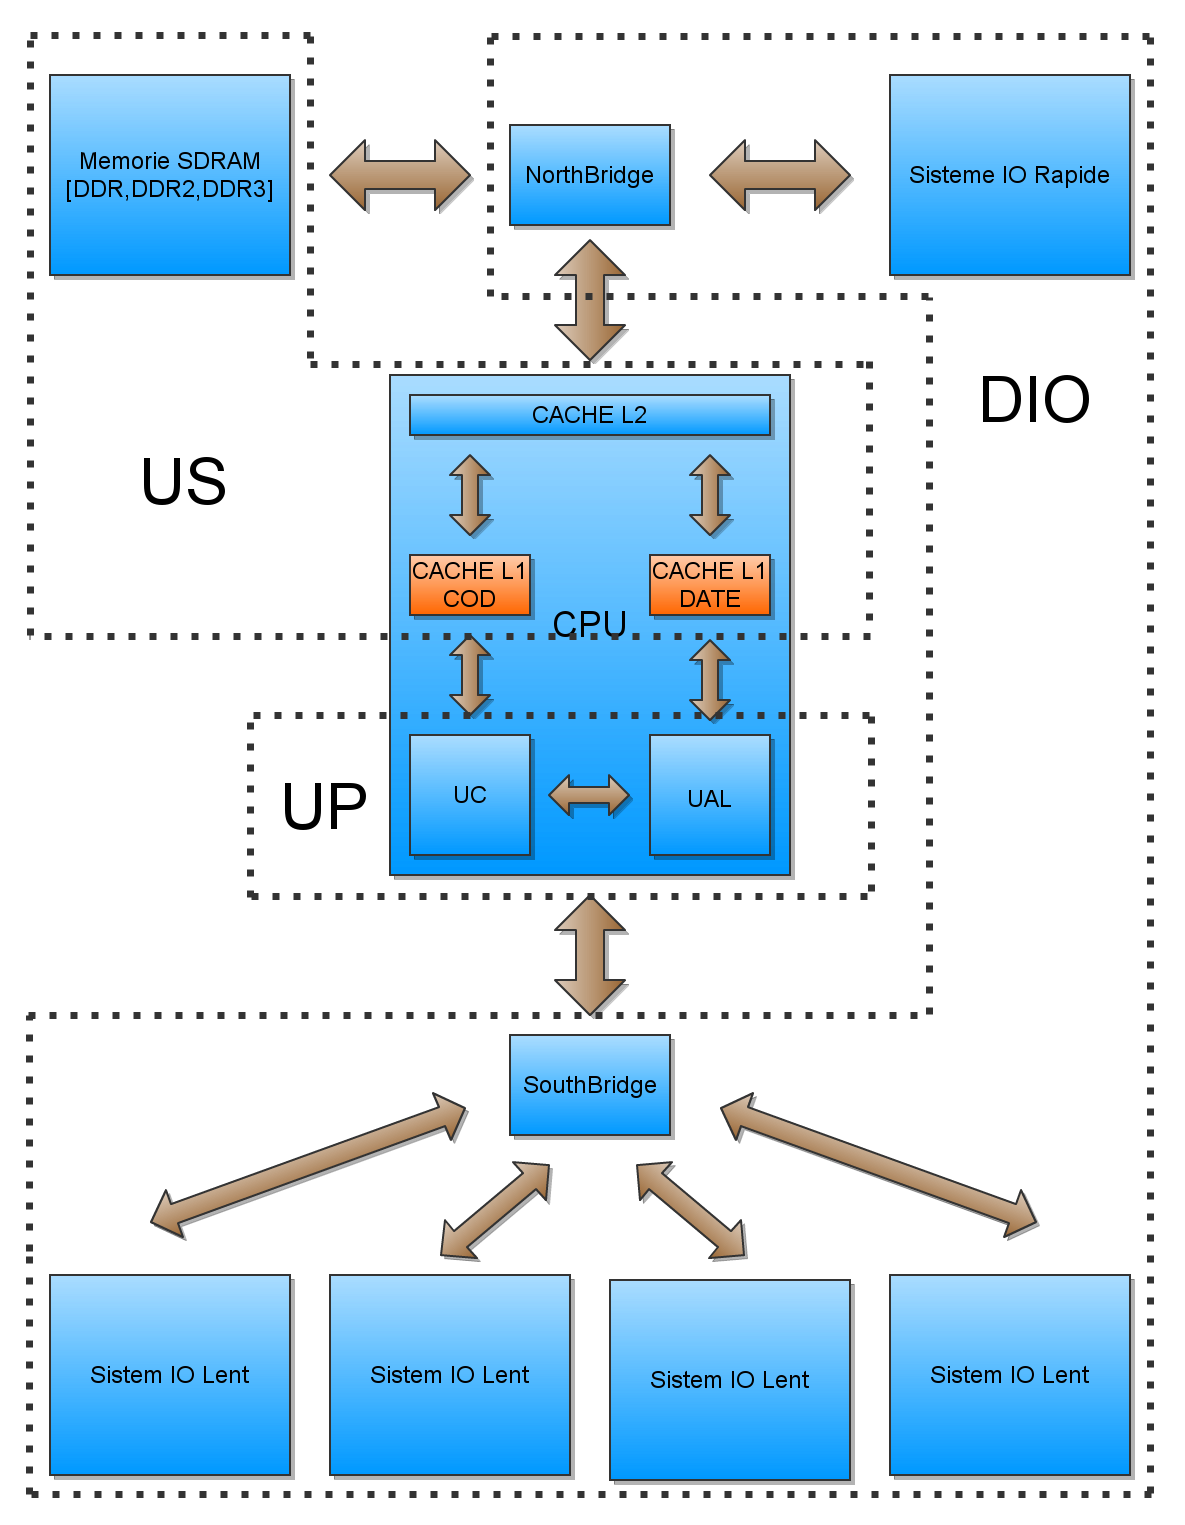 Memorie SDRAM
[DDR,DDR2,DDR3]
NorthBridge
Sisteme IO Rapide
DIO
US
CACHE L2
CACHE L1
COD
CACHE L1
DATE
CPU
UP
UC
UAL
SouthBridge
Sistem IO Lent
Sistem IO Lent
Sistem IO Lent
Sistem IO Lent